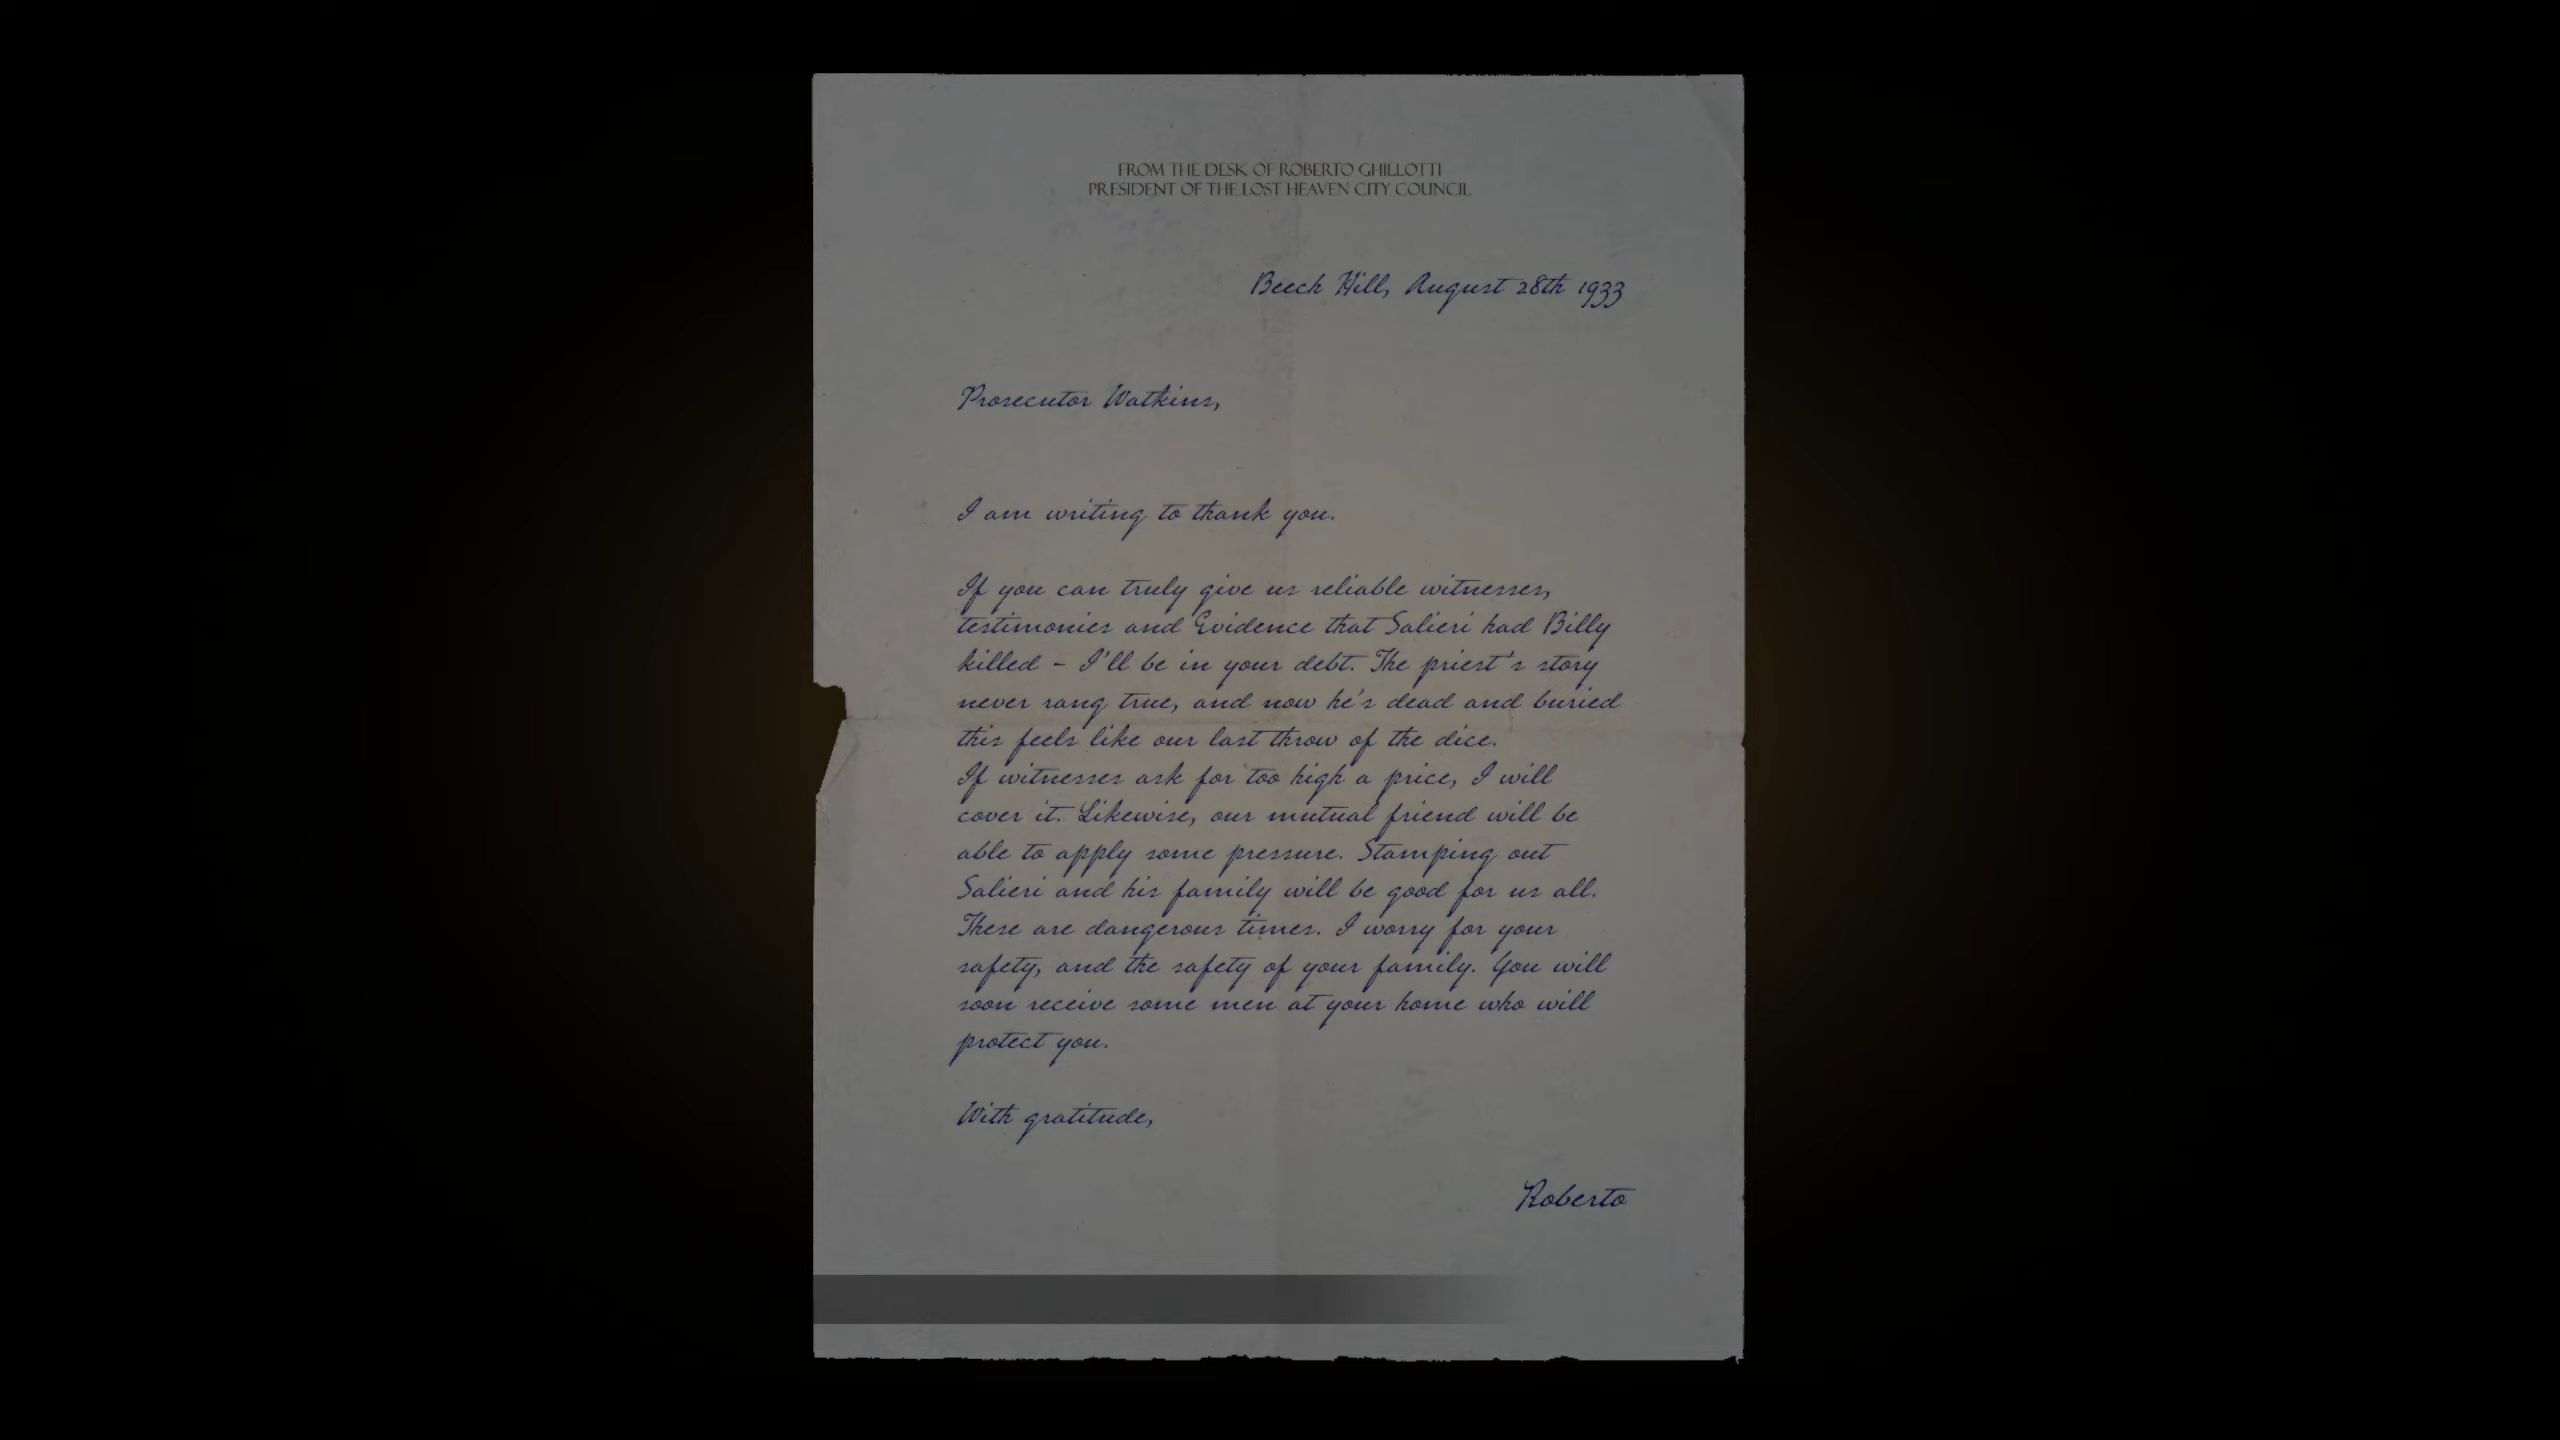 FROM THE DESK OF ROBERTO GHILLOTTI
PRESIDENT OF THE LOST HEAVEN CITY COUNCIL
Beech Hill, August 28th 1933
Prosecutor Watkins,
I am writing to thank you.
If you can truly give us reliable witnesses,
testimonies and Evidence that Salieri had Billy
killed - I'll be in your debt. The priest's story
never rang true, and now he's dead and buried
this feels like our last throw of the dice.
If witnesses ask for too high a price, I will
cover it. Likewise, our mutual friend will be
able to apply some pressure. Stamping out
Salieri and his family will be good for us all.
These are dangerous times. I worry for your
safety, and the safety of your family. You will
soon receive some men at your home who will
protect you.
With gratitude,
Roberto